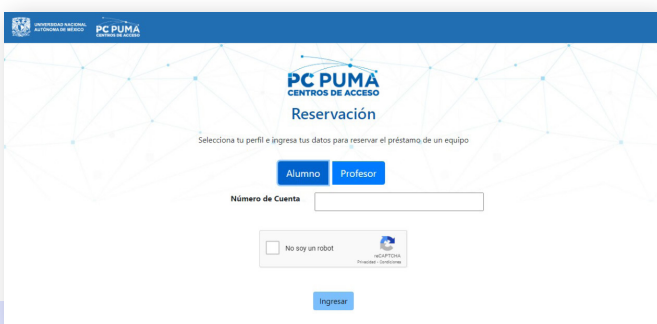 UNIVERSIDAD NACIONAL
AUTÓNOMA DE MÉXICO
PC PUMA
CENTROS DE ACCESO
PC PUMA
CENTROS DE ACCESO
Reservación
Selecciona tu perfil e ingresa tus datos para reservar el préstamo de un equipo
Alumno Profesor
Número de Cuenta
No soy un robot
reCAPTCHA
Privacidad - Condiciones
Ingresar